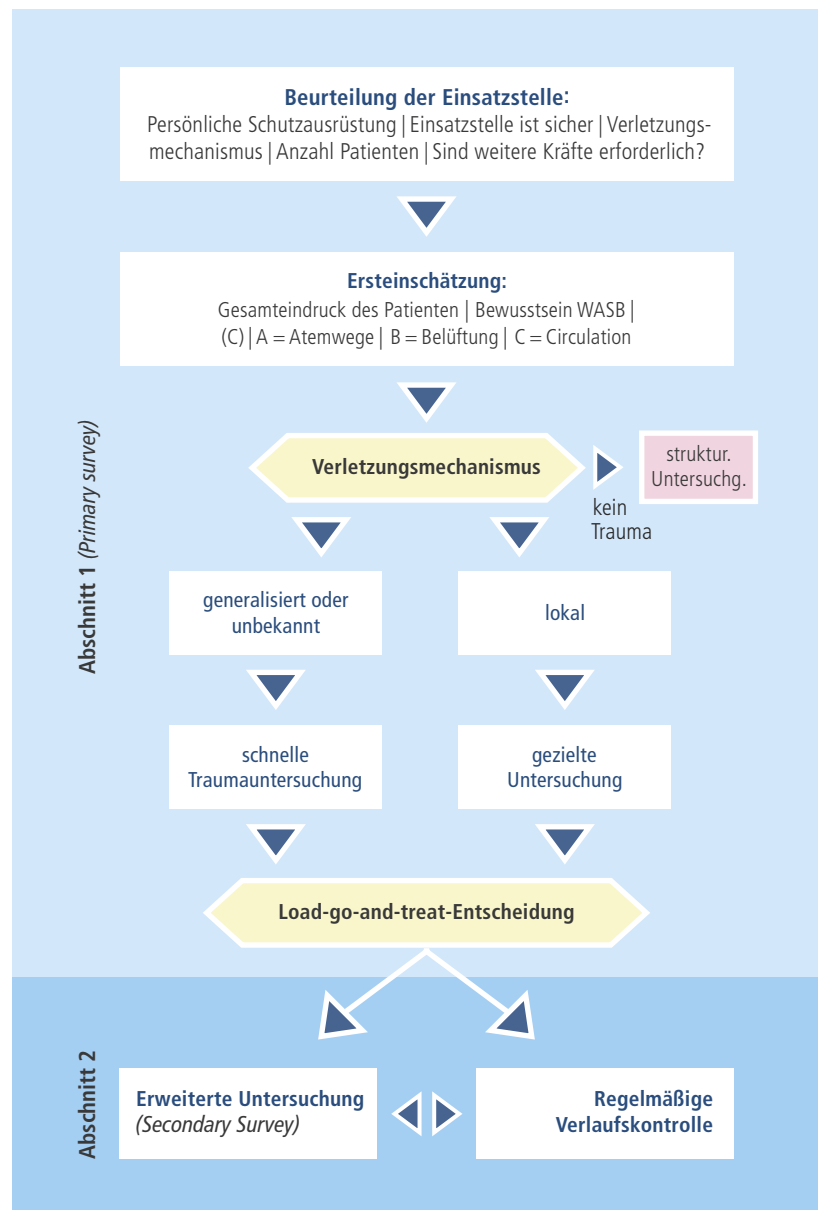 Beurteilung der Einsatzstelle:
Persönliche Schutzausrüstung | Einsatzstelle ist sicher | Verletzungs-
mechanismus | Anzahl Patienten | Sind weitere Kräfte erforderlich?
Ersteinschätzung:
Gesamteindruck des Patienten | Bewusstsein WASB |
(C) | A = Atemwege | B = Belüftung | C = Circulation
Abschnitt 1 (Primary survey)
Verletzungsmechanismus
kein
Trauma
struktur.
Untersuchg.
generalisiert oder
unbekannt
lokal
schnelle
Traumauntersuchung
gezielte
Untersuchung
Load-go-and-treat-Entscheidung
Abschnitt 2
Erweiterte Untersuchung
(Secondary Survey)
Regelmäßige
Verlaufskontrolle